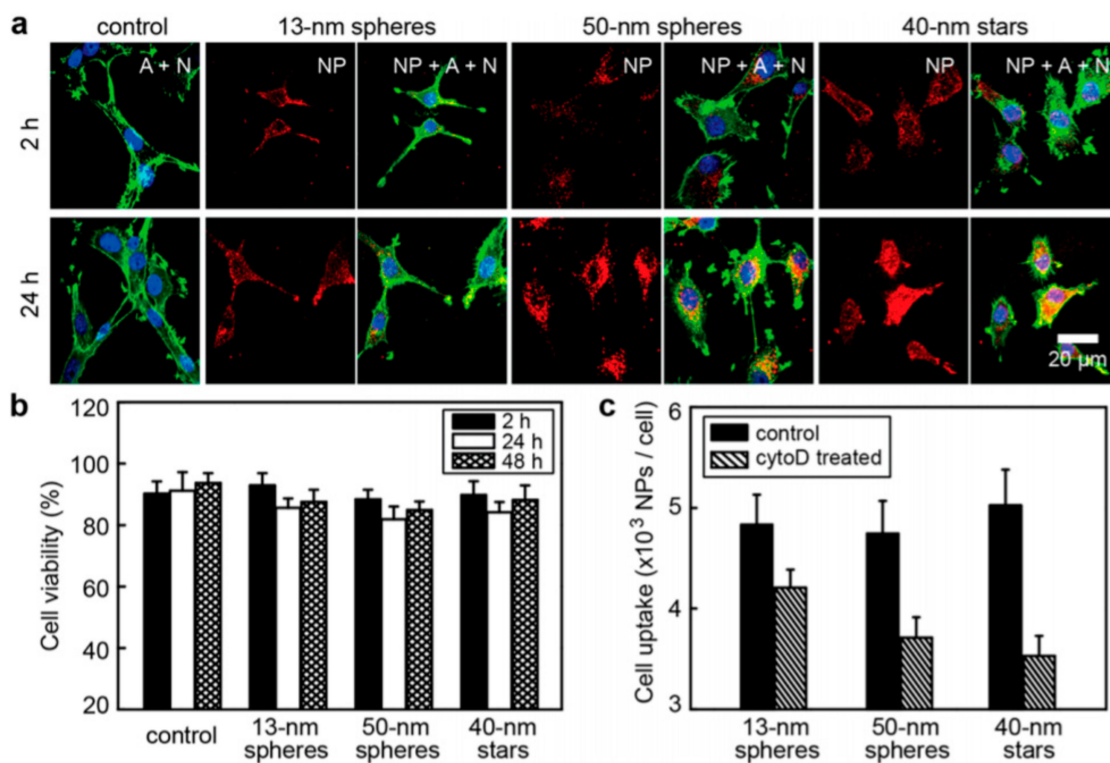 a
control
13-nm spheres
50-nm spheres
40-nm stars
2 h
A + N
NP
NP + A + N
NP
NP + A + N
NP
NP + A + N
24 h
20 μm
b
Cell viability (%)
120
100
80
60
40
20
2 h
24 h
48 h
control
13-nm
spheres
50-nm
spheres
40-nm
stars
c
Cell uptake (x10³ NPs / cell)
6
5
4
3
control
cytoD treated
13-nm
spheres
50-nm
spheres
40-nm
stars